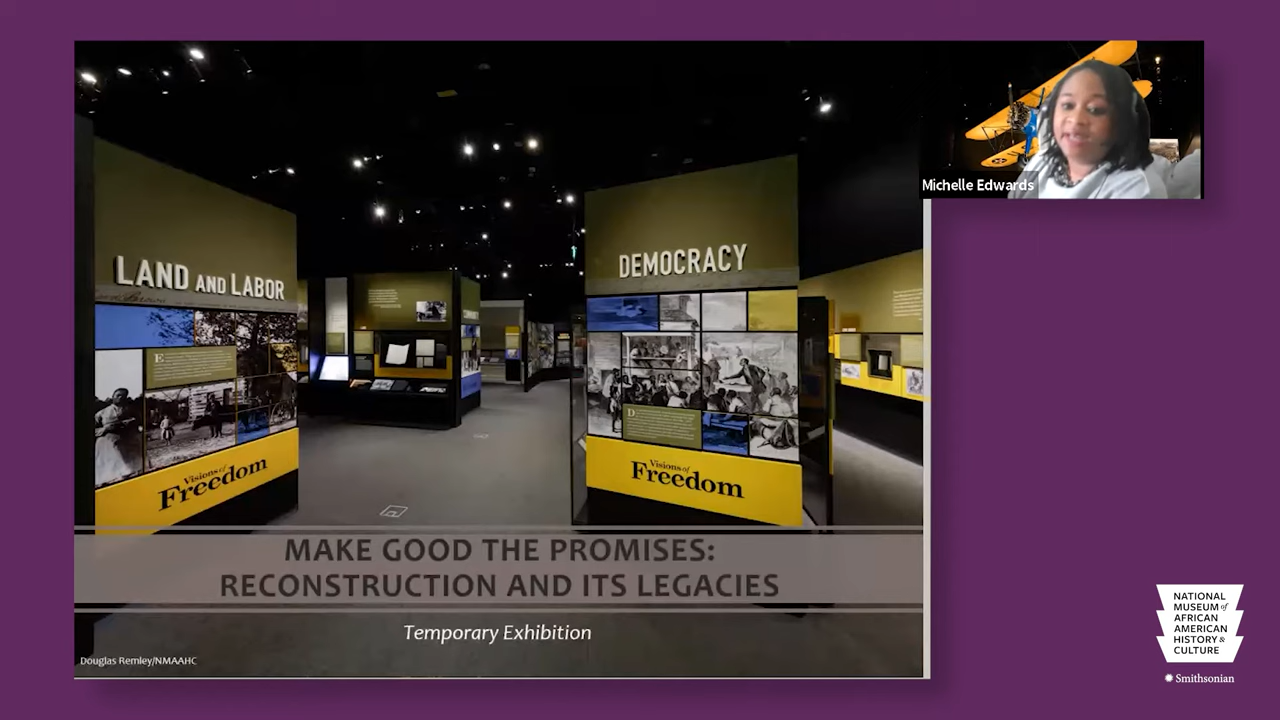 LAND AND LABOR
Visions of
Freedom
DEMOCRACY
Visions of
Freedom
MAKE GOOD THE PROMISES:
RECONSTRUCTION AND ITS LEGACIES
Temporary Exhibition
Douglas Remley/NMAAHC
Michelle Edwards
NATIONAL
MUSEUM of
AFRICAN
AMERICAN
HISTORY &
CULTURE
Smithsonian